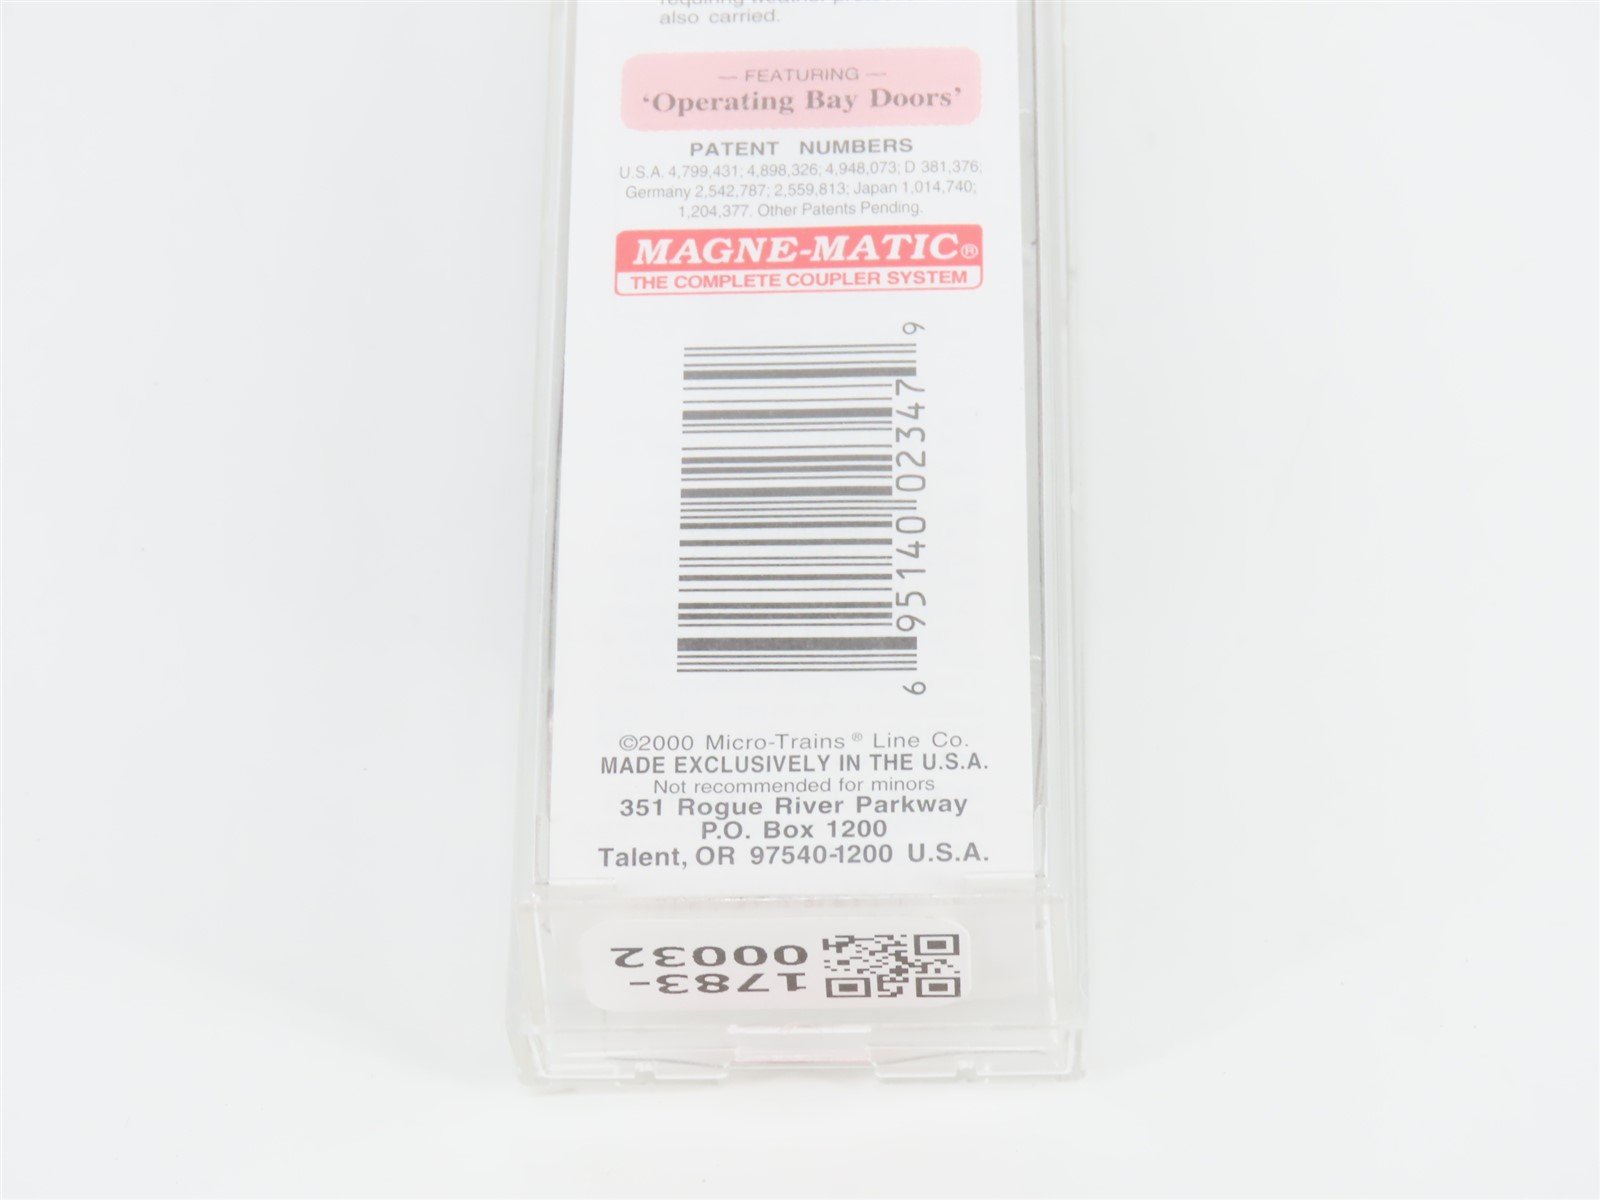 also carried.
— FEATURING —
‘Operating Bay Doors’
PATENT NUMBERS
U.S.A. 4,799,431; 4,898,326; 4,948,073; D 381,376;
Germany 2,542,787; 2,559,813; Japan 1,014,740;
1,204,377. Other Patents Pending.
MAGNE-MATIC®
THE COMPLETE COUPLER SYSTEM
6 95140 02347 9
©2000 Micro-Trains® Line Co.
MADE EXCLUSIVELY IN THE U.S.A.
Not recommended for minors
351 Rogue River Parkway
P.O. Box 1200
Talent, OR 97540-1200 U.S.A.
1783-
00032